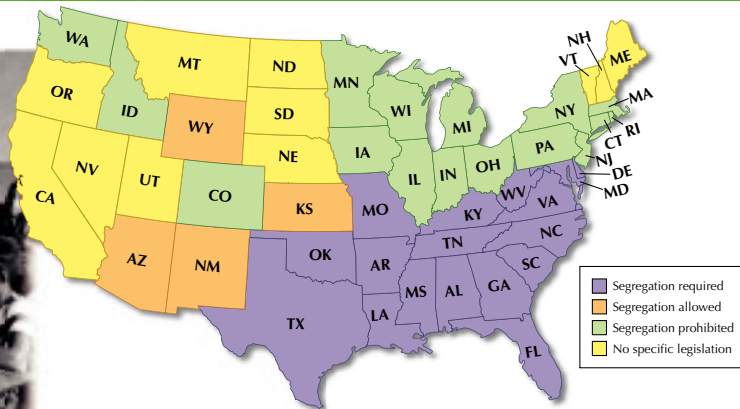 NH
WA
VT
ME
MT
ND
MN
OR
ID
SD
WI
NY
MA
WY
MI
RI
CT
IA
PA
NE
NJ
NV
OH
IL
IN
UT
DE
CO
MD
CA
WV
VA
KS
MO
KY
NC
TN
OK
AZ
NM
AR
SC
MS
AL
GA
LA
TX
FL
Segregation required
Segregation allowed
Segregation prohibited
No specific legislation